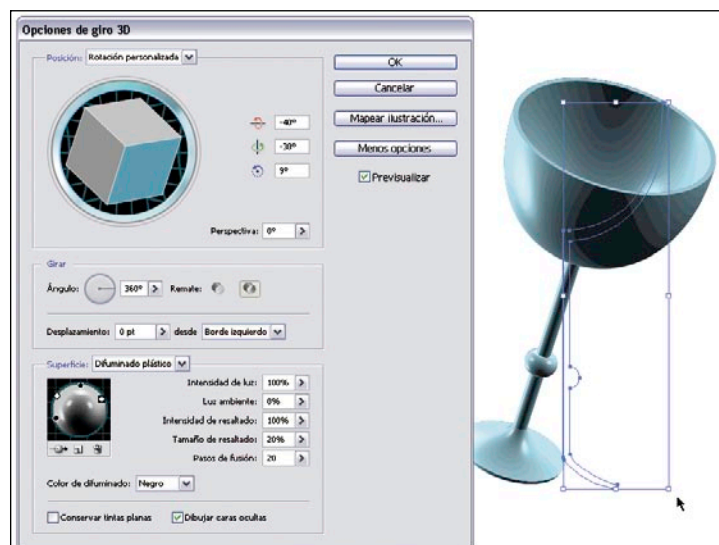 Opciones de giro 3D
Posición: Rotación personalizada
OK
Cancelar
Mapear ilustración...
Menos opciones
Previsualizar
-40°
-30°
9°
Perspectiva: 0°
Girar
Ángulo: 360° Remate:
Desplazamiento: 0 pt desde Borde izquierdo
Superficie: Difuminado plástico
Intensidad de luz: 100%
Luz ambiente: 0%
Intensidad de resaltado: 100%
Tamaño de resaltado: 20%
Pasos de fusión: 20
Color de difuminado: Negro
Conservar tintas planas Dibujar caras ocultas